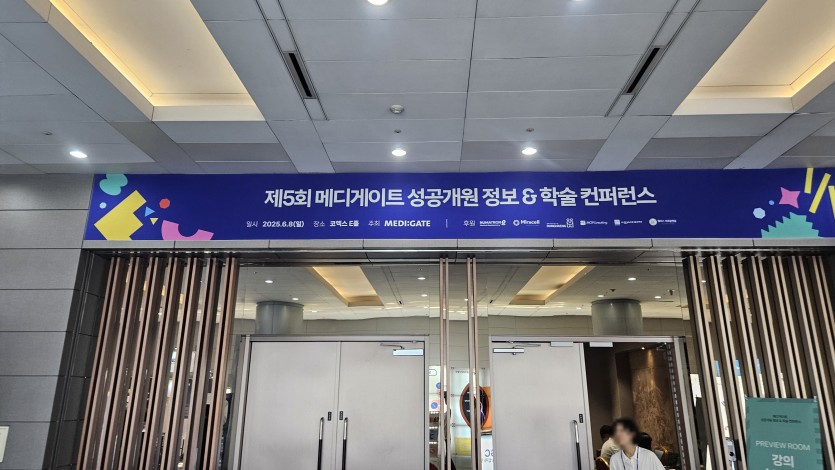 제5회 메디게이트 성공개원 정보 & 학술 컨퍼런스
일시 2025.6.8(일) 장소 코엑스 E홀 주최 MEDI:GATE | 후원 Miracell
PREVIEW ROOM
강의